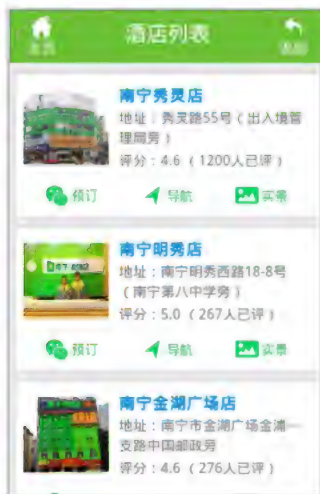 酒店列表
主页
返回
南宁秀灵店
地址：秀灵路55号（出入境管
理局旁）
评分：4.6 （1200人已评）
预订
导航
实景
南宁明秀店
地址：南宁明秀西路18-8号
（南宁第八中学旁）
评分：5.0 （267人已评）
预订
导航
实景
南宁金湖广场店
地址：南宁市金湖广场金浦一
支路中国邮政旁
评分：4.6 （276人已评）